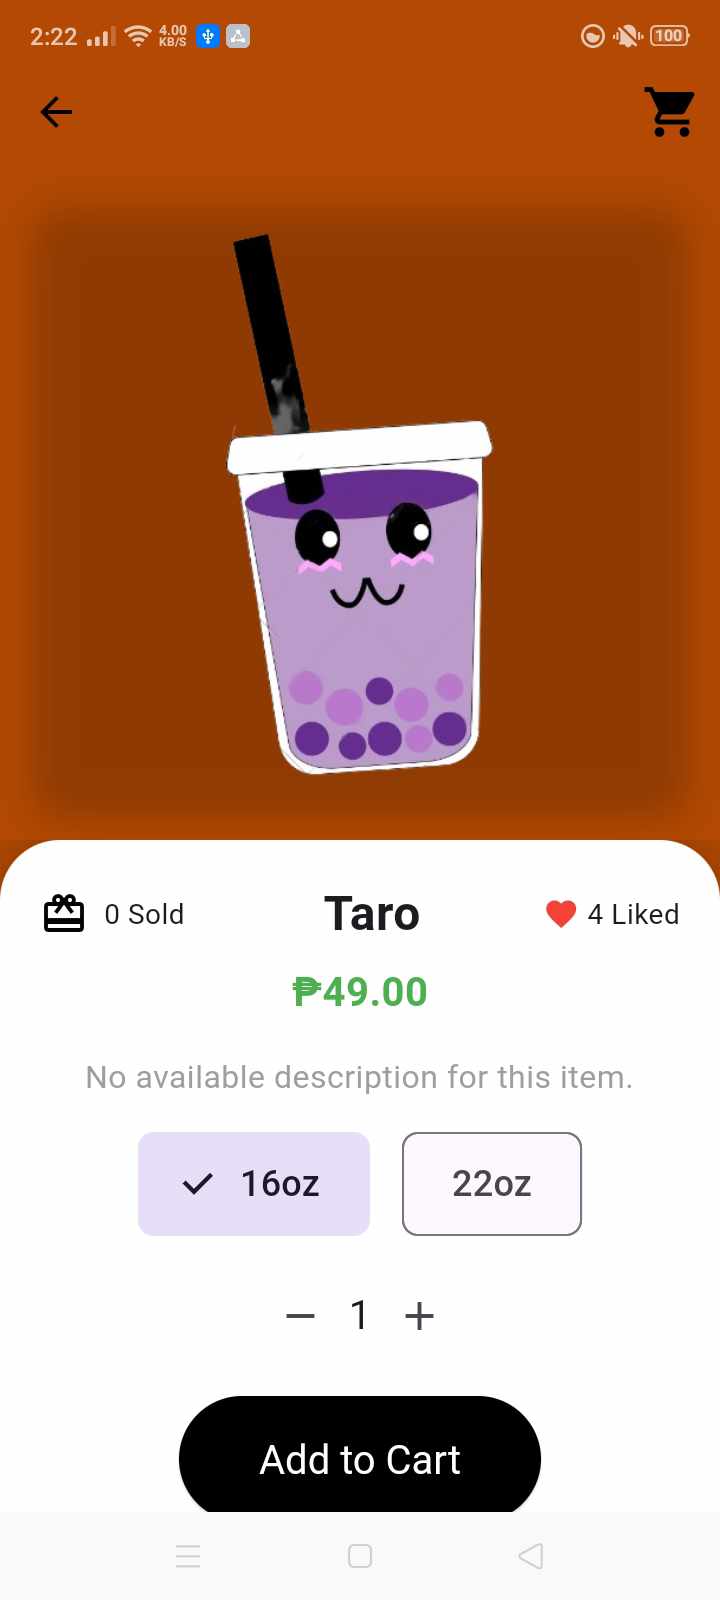 2:22 4.00 KB/S 100
0 Sold Taro 4 Liked
₱49.00
No available description for this item.
16oz 22oz
1
Add to Cart